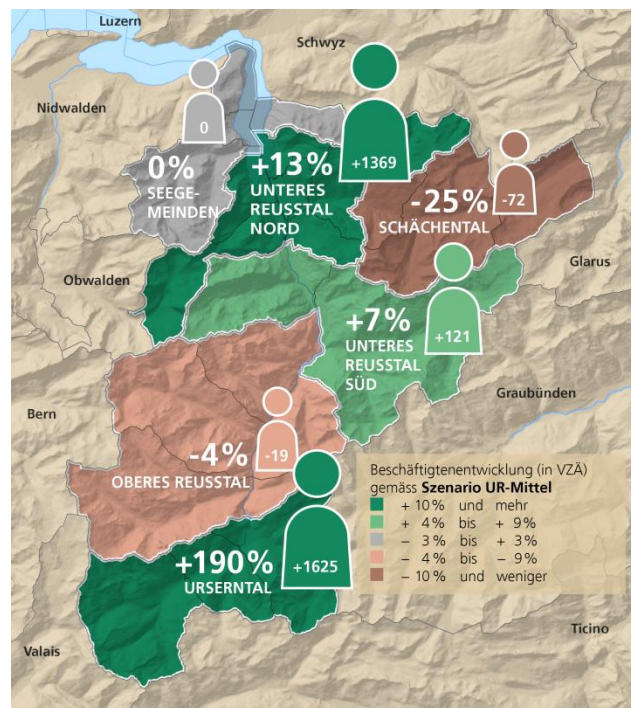 Luzern
Schwyz
Nidwalden
0
0%
SEEGE-
MEINDEN
+13%
UNTERES
REUSSTAL
NORD
+1369
-25%
SCHÄCHENTAL
-72
Glarus
Obwalden
+7%
UNTERES
REUSSTAL
SÜD
+121
Graubünden
Bern
-4%
OBERES REUSSTAL
-19
+190%
URSERNTAL
+1625
Beschäftigtenentwicklung (in VZÄ)
gemäss Szenario UR-Mittel
+ 10% und mehr
+ 4% bis + 9%
– 3% bis + 3%
– 4% bis – 9%
– 10% und weniger
Valais
Ticino